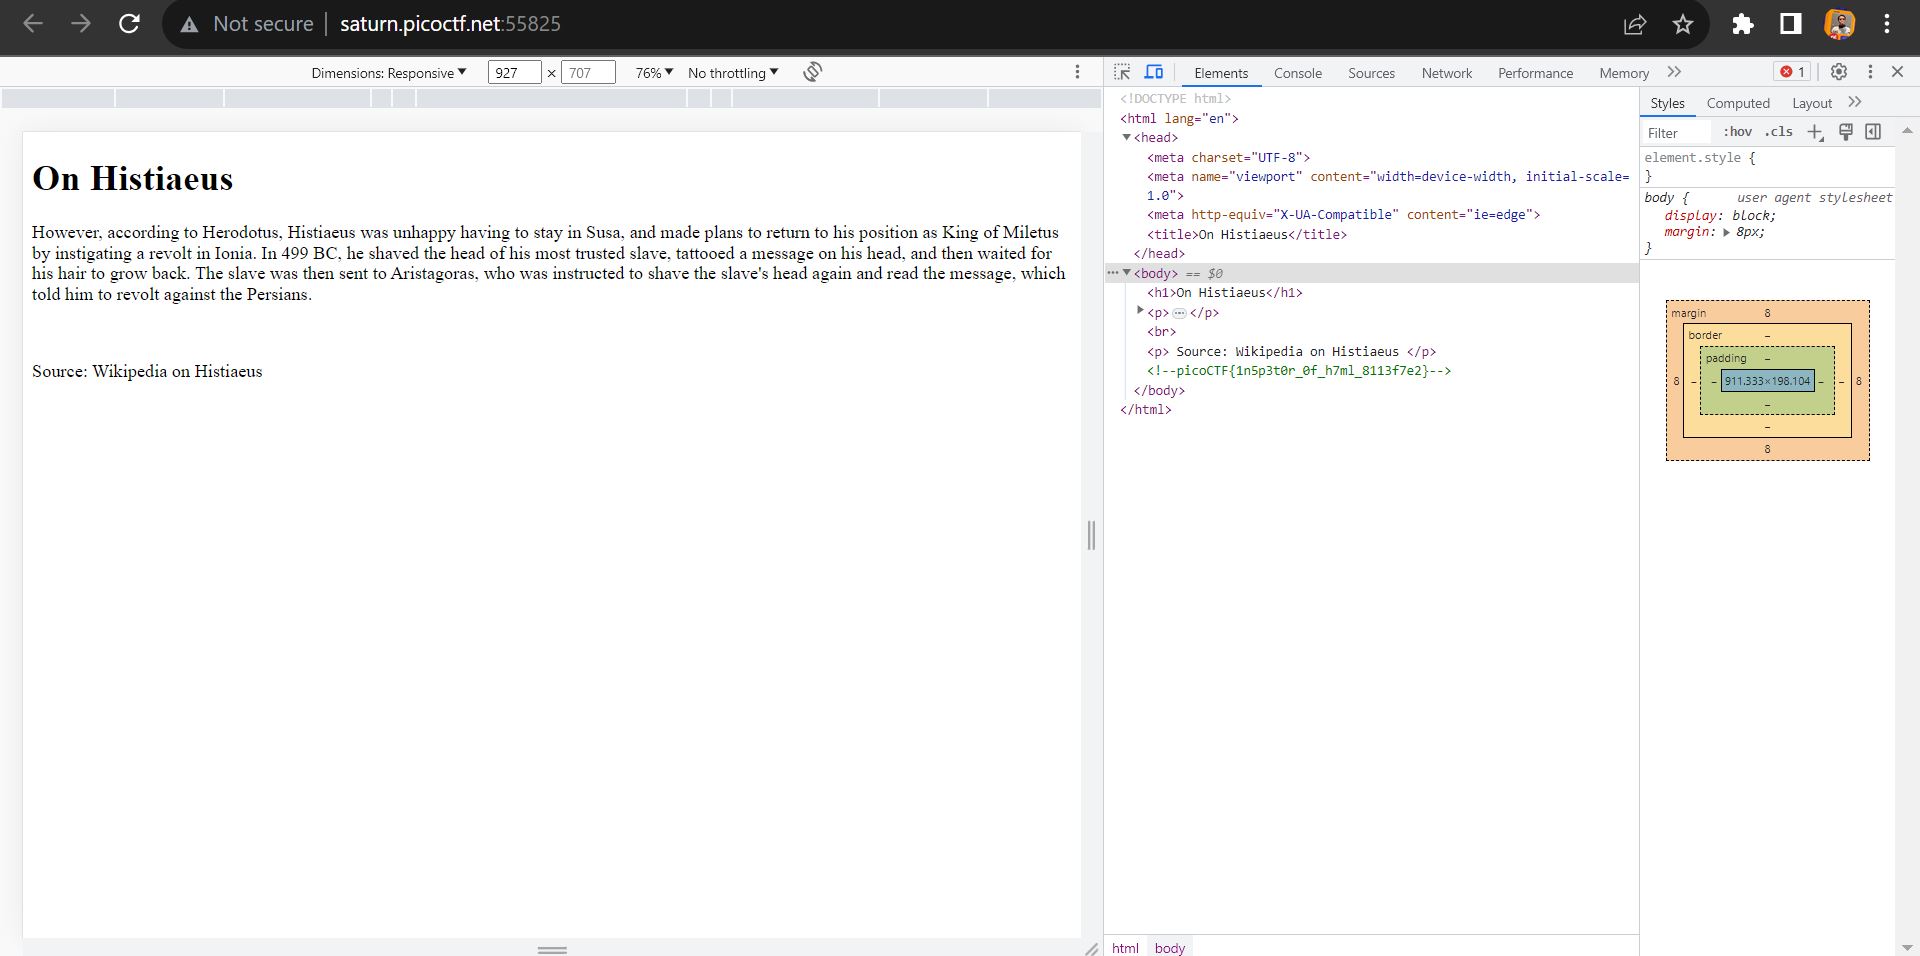 Not secure | saturn.picoctf.net:55825
Dimensions: Responsive 927 × 707 76% No throttling
On Histiaeus
However, according to Herodotus, Histiaeus was unhappy having to stay in Susa, and made plans to return to his position as King of Miletus
by instigating a revolt in Ionia. In 499 BC, he shaved the head of his most trusted slave, tattooed a message on his head, and then waited for
his hair to grow back. The slave was then sent to Aristagoras, who was instructed to shave the slave's head again and read the message, which
told him to revolt against the Persians.
Source: Wikipedia on Histiaeus
Elements Console Sources Network Performance Memory 1
<!DOCTYPE html>
<html lang="en">
<head>
<meta charset="UTF-8">
<meta name="viewport" content="width=device-width, initial-scale=
1.0">
<meta http-equiv="X-UA-Compatible" content="ie=edge">
<title>On Histiaeus</title>
</head>
<body> == $0
<h1>On Histiaeus</h1>
<p>…</p>
<br>
<p> Source: Wikipedia on Histiaeus </p>
<!--picoCTF{1n5p3t0r_0f_h7ml_8113f7e2}-->
</body>
</html>
html body
Styles Computed Layout
Filter :hov .cls
element.style {
}
body { user agent stylesheet
display: block;
margin: 8px;
}
margin 8
border –
padding –
8 – – 911.333×198.104 – – 8
–
–
8